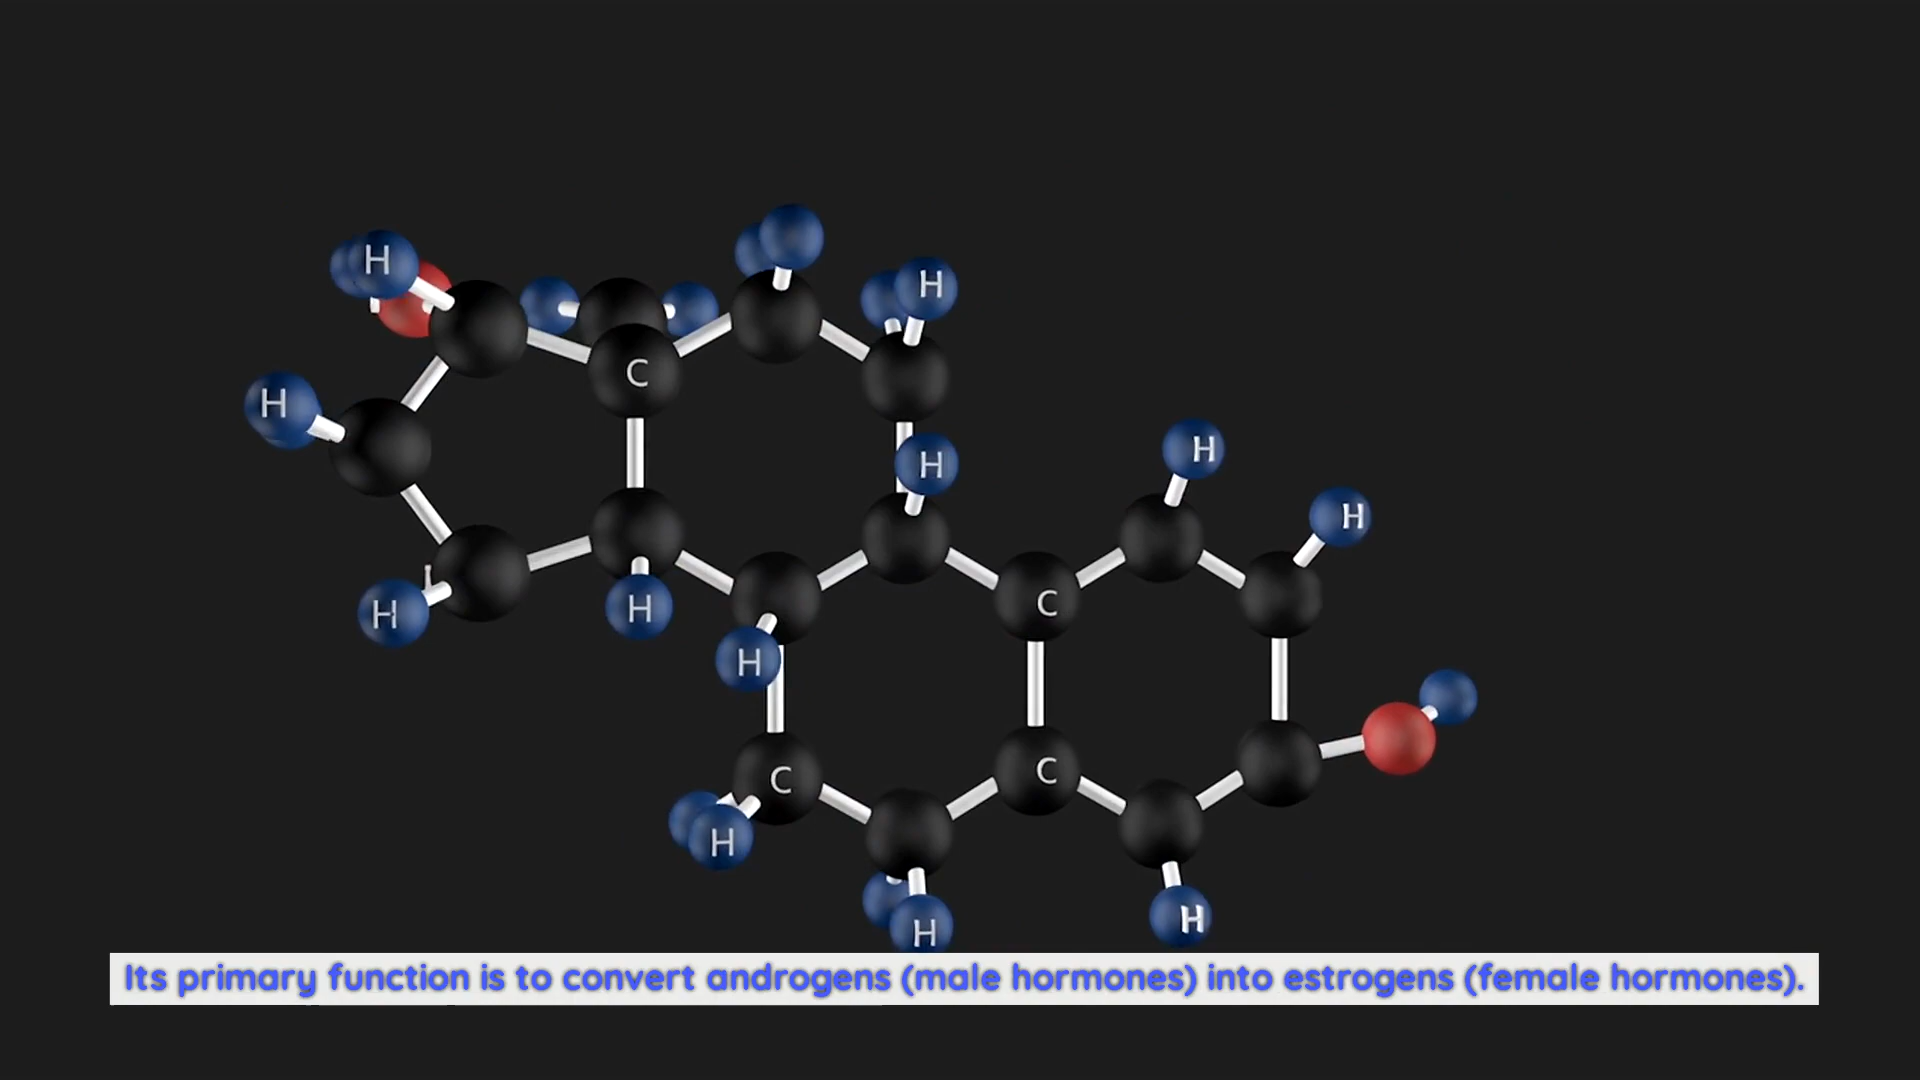 H
H
C
H
H
H
H
H
C
H
H
H
C
C
H
H
H
Its primary function is to convert androgens (male hormones) into estrogens (female hormones).